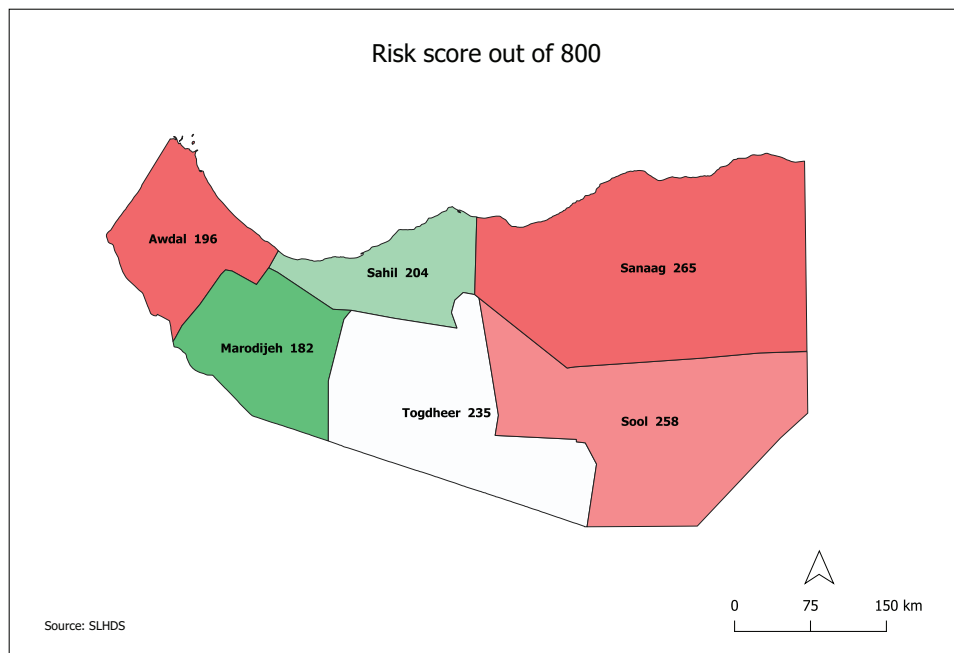 Risk score out of 800
Awdal 196
Sahil 204
Sanaag 265
Marodijeh 182
Togdheer 235
Sool 258
0 75 150 km
Source: SLHDS